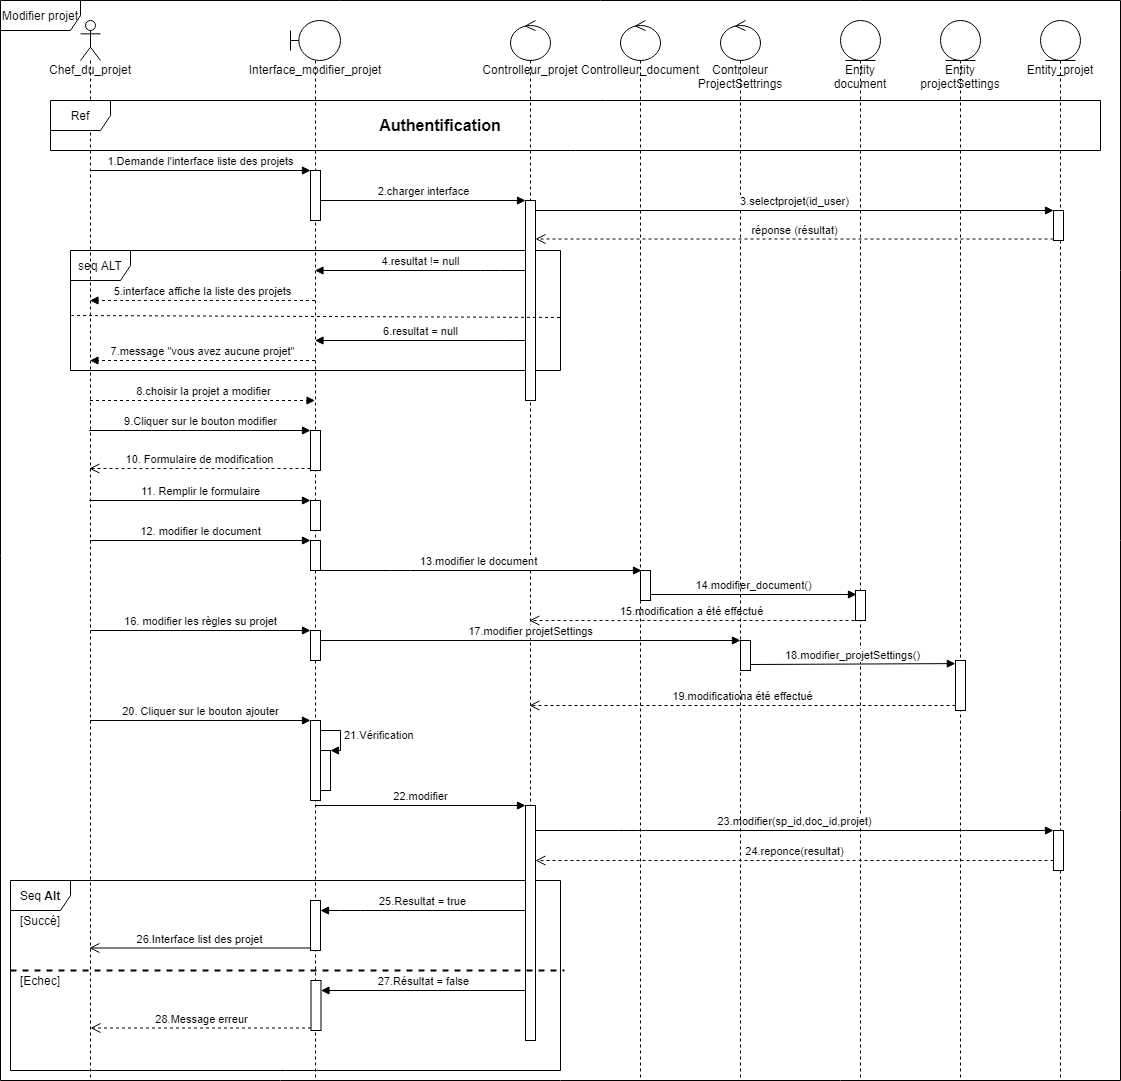 Modifier projet
Chef_du_projet
Interface_modifier_projet
Controlleur_projet
Controlleur_document
Controleur
ProjectSettrings
Entity
document
Entity
projectSettings
Entity_projet
Ref
Authentification
1.Demande l'interface liste des projets
2.charger interface
3.selectprojet(id_user)
réponse (résultat)
seq ALT
4.resultat != null
5.interface affiche la liste des projets
6.resultat = null
7.message "vous avez aucune projet"
8.choisir la projet a modifier
9.Cliquer sur le bouton modifier
10. Formulaire de modification
11. Remplir le formulaire
12. modifier le document
13.modifier le document
14.modifier_document()
15.modification a été effectué
16. modifier les règles su projet
17.modifier projetSettings
18.modifier_projetSettings()
19.modificationa été effectué
20. Cliquer sur le bouton ajouter
21.Vérification
22.modifier
23.modifier(sp_id,doc_id,projet)
24.reponce(resultat)
Seq Alt
[Succé]
25.Resultat = true
26.Interface list des projet
[Echec]
27.Résultat = false
28.Message erreur